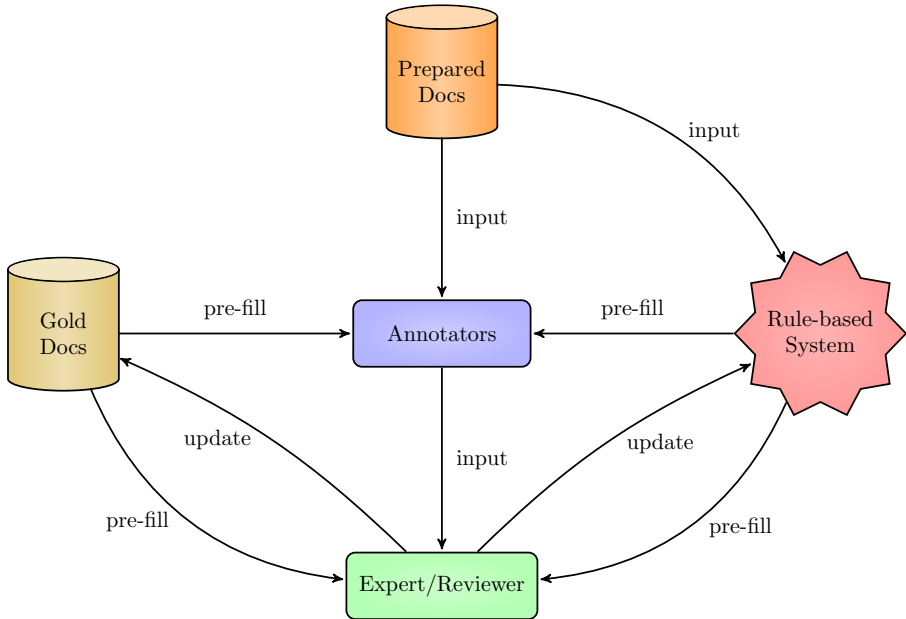 Prepared
Docs
input
input
Gold
Docs
pre-fill
Annotators
pre-fill
Rule-based
System
update
input
update
pre-fill
pre-fill
Expert/Reviewer